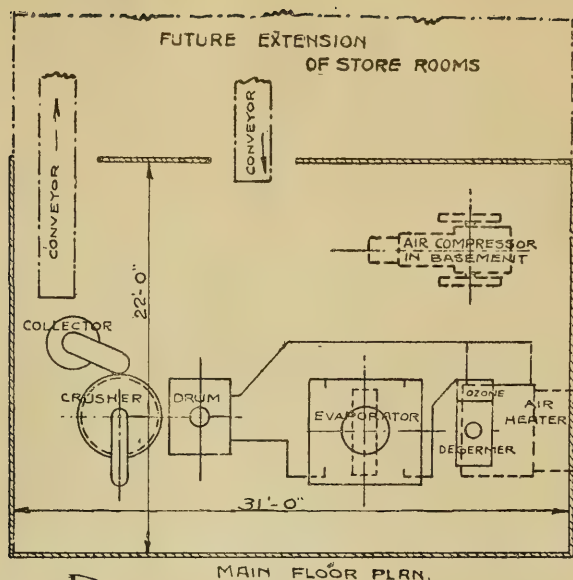 FUTURE EXTENSION
OF STORE ROOMS
CONVEYOR
CONVEYOR
AIR COMPRESSOR
IN BASEMENT
22'-0"
COLLECTOR
CRUSHER
DRUM
EVAPORATOR
OZONE
AIR
HEATER
DEGERMER
31'-0"
MAIN FLOOR PLAN.